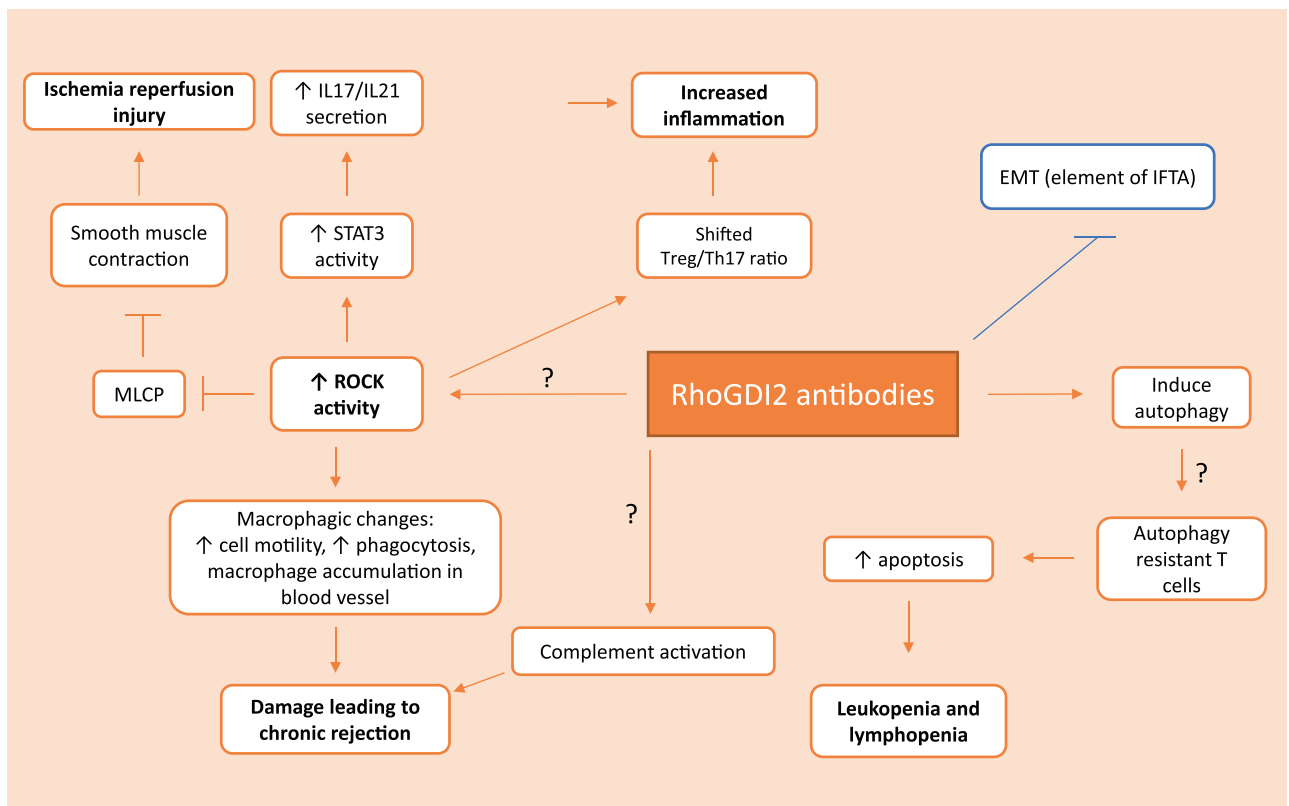 Ischemia reperfusion
injury
↑ IL17/IL21
secretion
Increased
inflammation
EMT (element of IFTA)
Smooth muscle
contraction
↑ STAT3
activity
Shifted
Treg/Th17 ratio
MLCP
↑ ROCK
activity
?
RhoGDI2 antibodies
Induce
autophagy
?
?
Macrophagic changes:
↑ cell motility, ↑ phagocytosis,
macrophage accumulation in
blood vessel
↑ apoptosis
Autophagy
resistant T
cells
Complement activation
Damage leading to
chronic rejection
Leukopenia and
lymphopenia